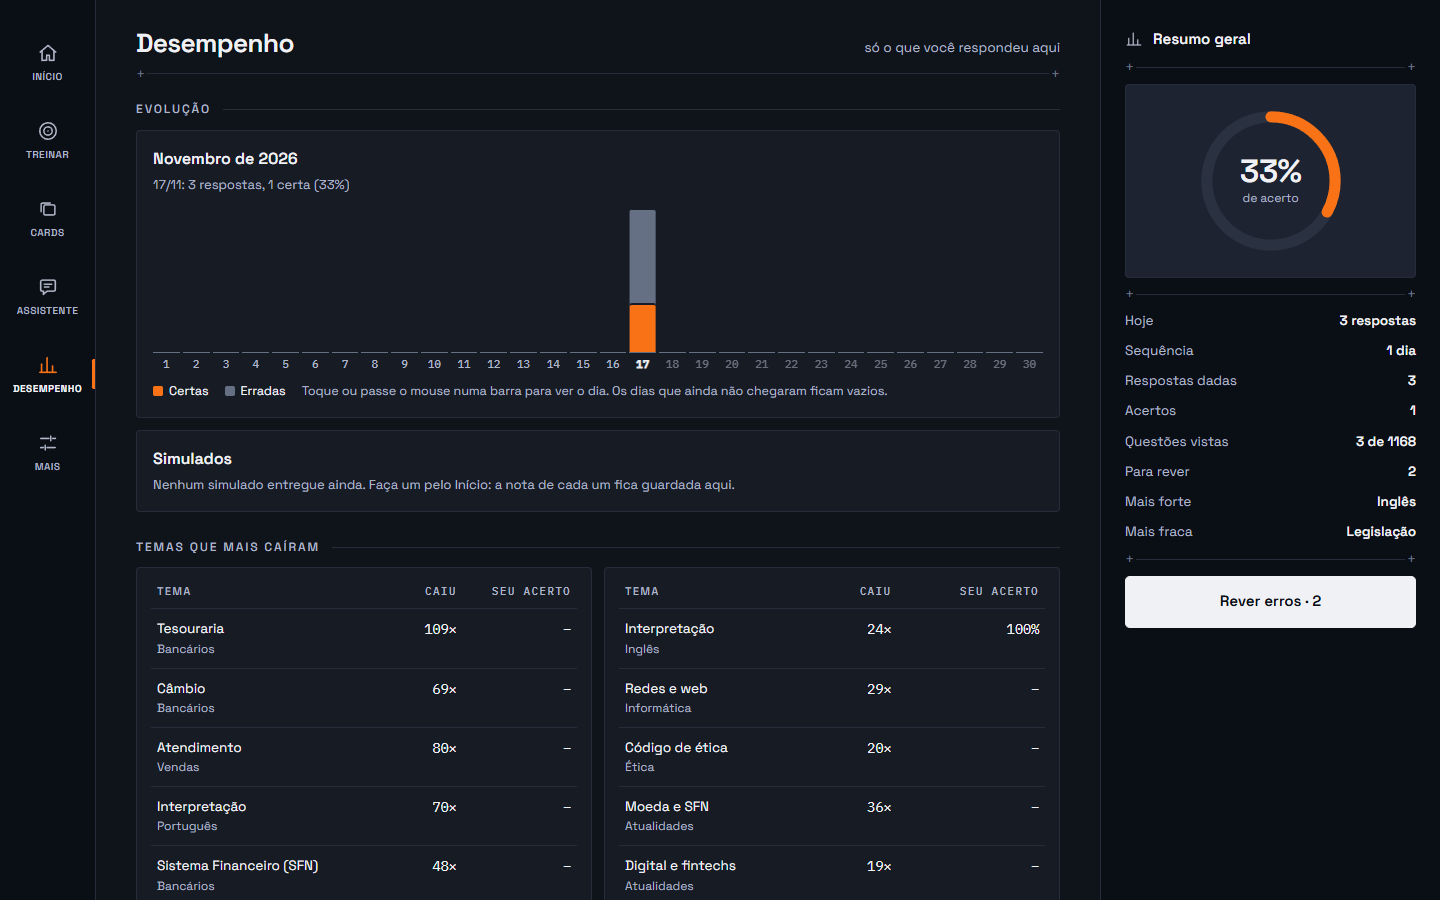 INÍCIO
TREINAR
CARDS
ASSISTENTE
DESEMPENHO
MAIS
Desempenho
só o que você respondeu aqui
EVOLUÇÃO
Novembro de 2026
17/11: 3 respostas, 1 certa (33%)
1 2 3 4 5 6 7 8 9 10 11 12 13 14 15 16 17 18 19 20 21 22 23 24 25 26 27 28 29 30
Certas Erradas Toque ou passe o mouse numa barra para ver o dia. Os dias que ainda não chegaram ficam vazios.
Simulados
Nenhum simulado entregue ainda. Faça um pelo Início: a nota de cada um fica guardada aqui.
TEMAS QUE MAIS CAÍRAM
TEMA CAIU SEU ACERTO
Tesouraria 109× –
Bancários
Câmbio 69× –
Bancários
Atendimento 80× –
Vendas
Interpretação 70× –
Português
Sistema Financeiro (SFN) 48× –
Bancários
TEMA CAIU SEU ACERTO
Interpretação 24× 100%
Inglês
Redes e web 29× –
Informática
Código de ética 20× –
Ética
Moeda e SFN 36× –
Atualidades
Digital e fintechs 19× –
Atualidades
Resumo geral
33%
de acerto
Hoje 3 respostas
Sequência 1 dia
Respostas dadas 3
Acertos 1
Questões vistas 3 de 1168
Para rever 2
Mais forte Inglês
Mais fraca Legislação
Rever erros · 2